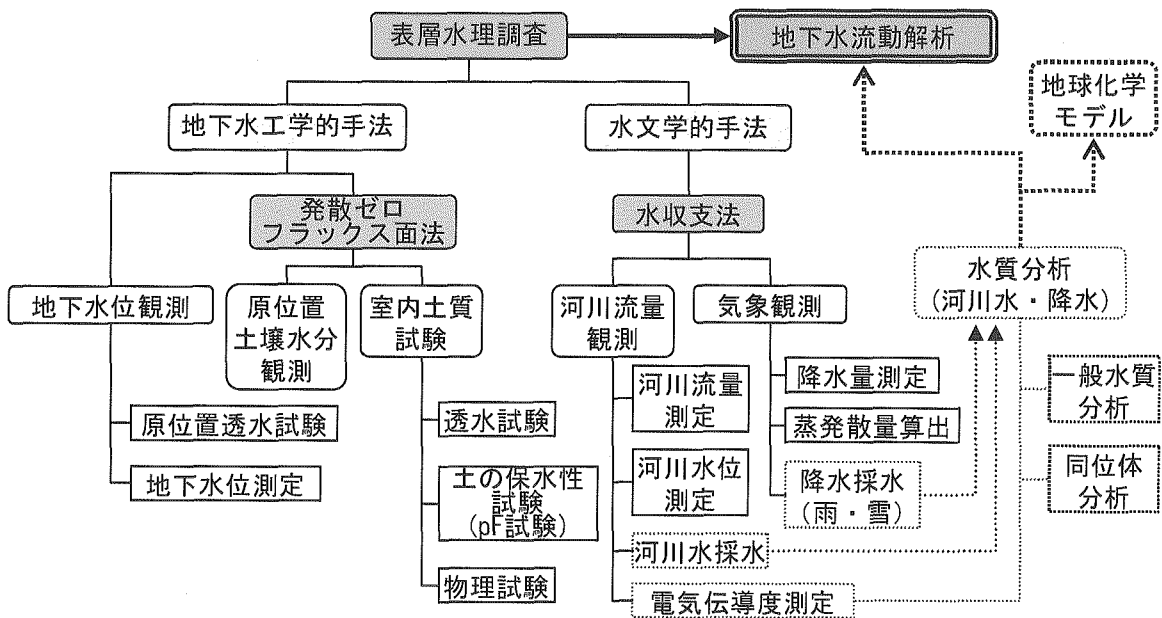 表層水理調査
地下水流動解析
地球化学
モデル
地下水工学的手法
水文学的手法
発散ゼロ
フラックス面法
水収支法
水質分析
(河川水・降水)
地下水位観測
原位置
土壌水分
観測
室内土質
試験
河川流量
観測
気象観測
原位置透水試験
地下水位測定
透水試験
土の保水性
試験
(pF試験)
物理試験
河川流量
測定
河川水位
測定
河川水採水
電気伝導度測定
降水量測定
蒸発散量算出
降水採水
(雨・雪)
一般水質
分析
同位体
分析